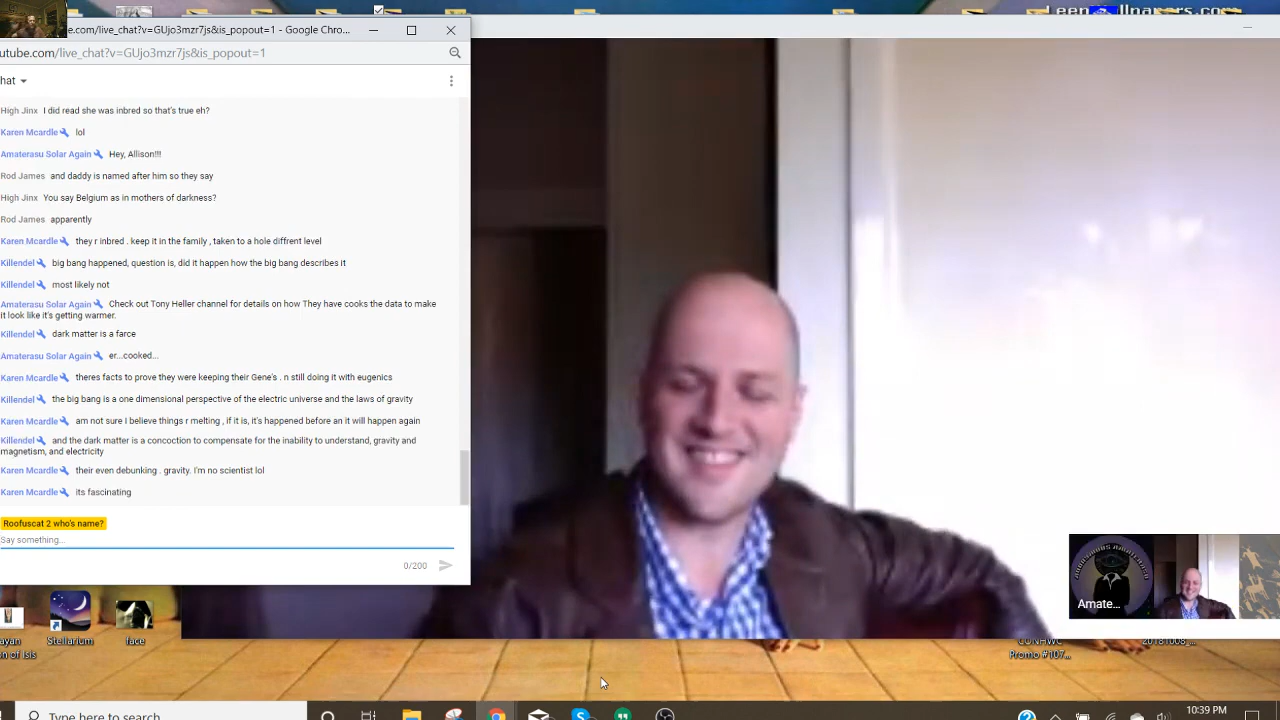 e.com/live_chat?v=GUjo3mzr7js&is_popout=1 - Google Chro...
utube.com/live_chat?v=GUjo3mzr7js&is_popout=1
hat
High Jinx I did read she was inbred so that's true eh?
Karen Mcardle lol
Amaterasu Solar Again Hey, Allison!!!
Rod James and daddy is named after him so they say
High Jinx You say Belgium as in mothers of darkness?
Rod James apparently
Karen Mcardle they r inbred . keep it in the family , taken to a hole diffrent level
Killendel big bang happened, question is, did it happen how the big bang describes it
Killendel most likely not
Amaterasu Solar Again Check out Tony Heller channel for details on how They have cooks the data to make
it look like it's getting warmer.
Killendel dark matter is a farce
Amaterasu Solar Again er...cooked...
Karen Mcardle theres facts to prove they were keeping their Gene's . n still doing it with eugenics
Killendel the big bang is a one dimensional perspective of the electric universe and the laws of gravity
Karen Mcardle am not sure I believe things r melting , if it is, it's happened before an it will happen again
Killendel and the dark matter is a concoction to compensate for the inability to understand, gravity and
magnetism, and electricity
Karen Mcardle their even debunking . gravity. I'm no scientist lol
Karen Mcardle its fascinating
Roofuscat 2 who's name?
Say something...
0/200
Amate...
ayan Stellarium face
on of Isis
CONHWC 20181008_...
Promo #107...
Type here to search
10:39 PM